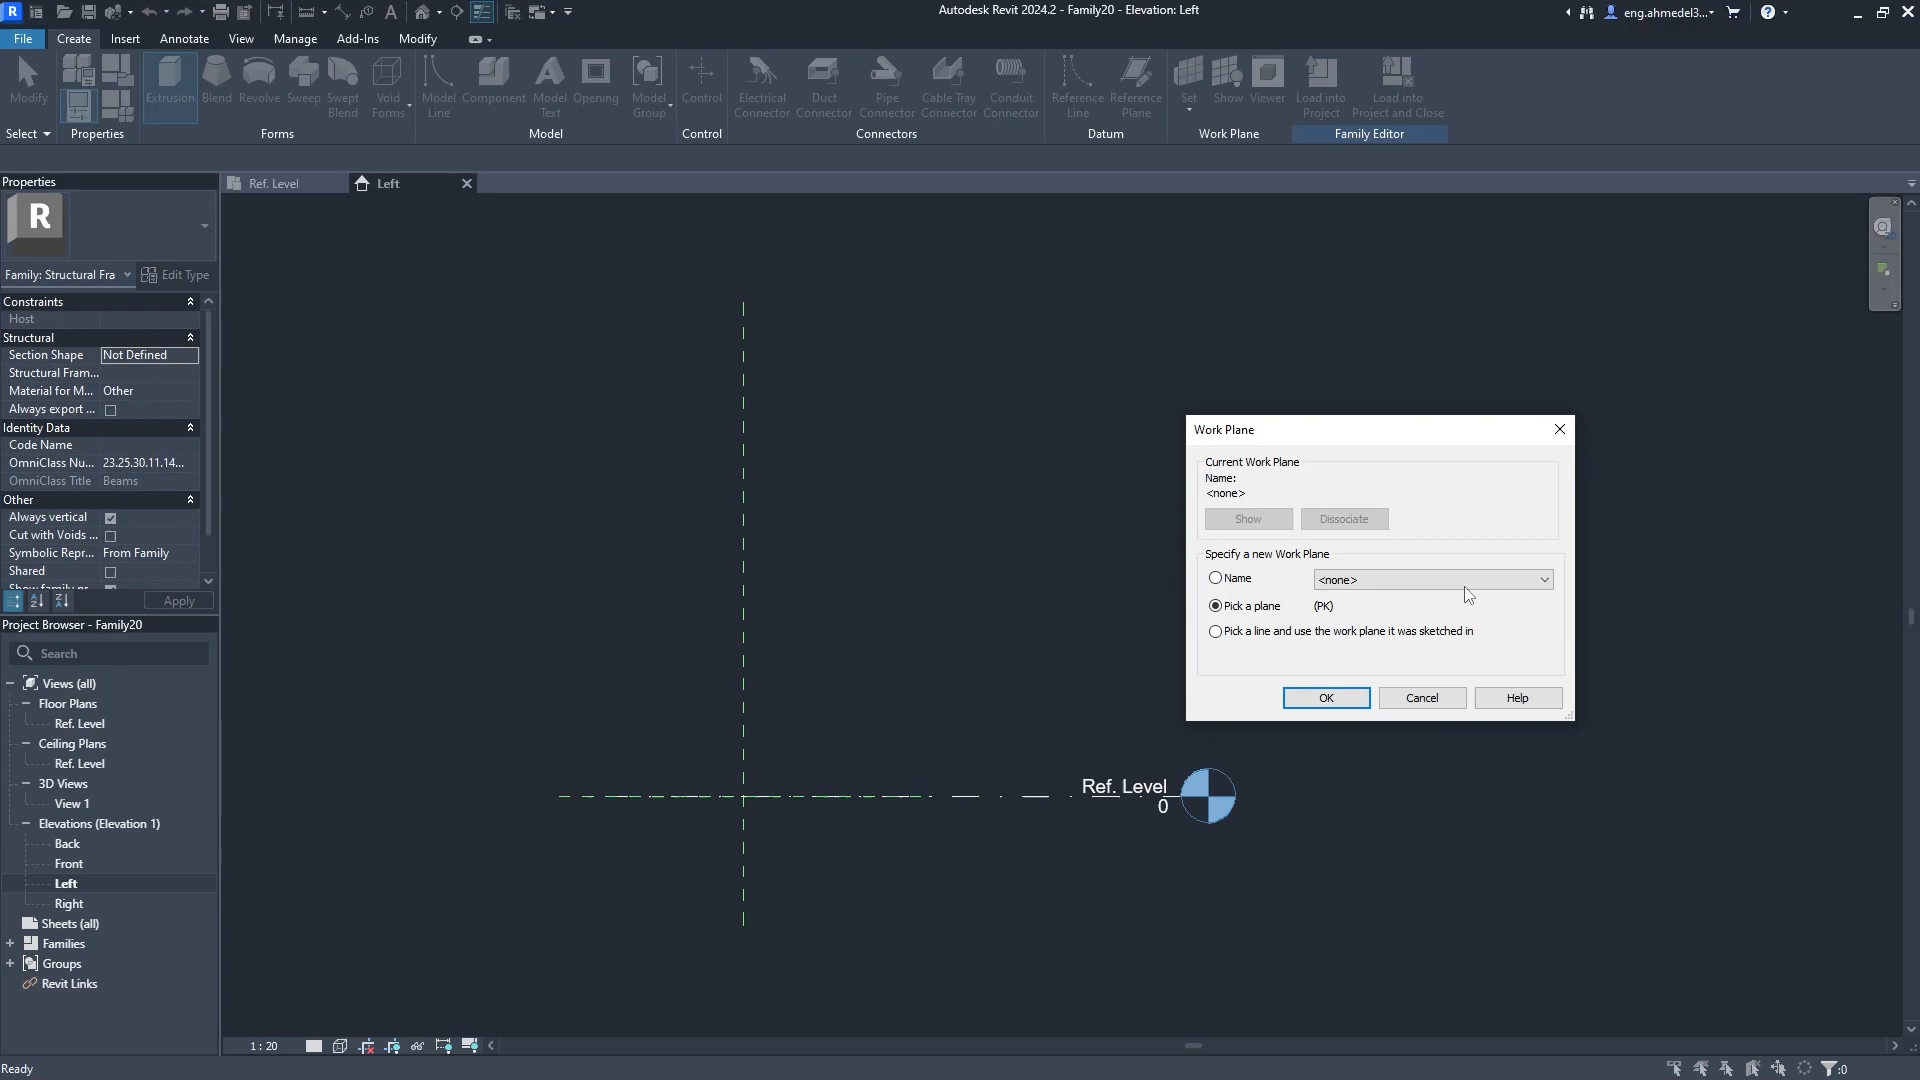 Autodesk Revit 2024.2 - Family20 - Elevation: Left
eng.ahmedel3...
File
Create
Insert
Annotate
View
Manage
Add-Ins
Modify
Modify
Extrusion
Blend
Revolve
Sweep
Swept Blend
Void Forms
Model Line
Component
Model Text
Opening
Model Group
Control
Electrical Connector
Duct Connector
Pipe Connector
Cable Tray Connector
Conduit Connector
Reference Line
Reference Plane
Set
Show
Viewer
Load into Project
Load into Project and Close
Select
Properties
Forms
Model
Control
Connectors
Datum
Work Plane
Family Editor
Properties
R
Family: Structural Fra
Edit Type
Constraints
Host
Structural
Section Shape Not Defined
Structural Fram...
Material for M... Other
Always export ...
Identity Data
Code Name
OmniClass Nu... 23.25.30.11.14...
OmniClass Title Beams
Other
Always vertical
Cut with Voids ...
Symbolic Repr... From Family
Shared
Apply
Project Browser - Family20
Search
Views (all)
Floor Plans
Ref. Level
Ceiling Plans
Ref. Level
3D Views
View 1
Elevations (Elevation 1)
Back
Front
Left
Right
Sheets (all)
Families
Groups
Revit Links
Ref. Level
Left
Ref. Level
0
Work Plane
Current Work Plane
Name:
<none>
Show
Dissociate
Specify a new Work Plane
Name
<none>
Pick a plane
(PK)
Pick a line and use the work plane it was sketched in
OK
Cancel
Help
1 : 20
Ready
:0